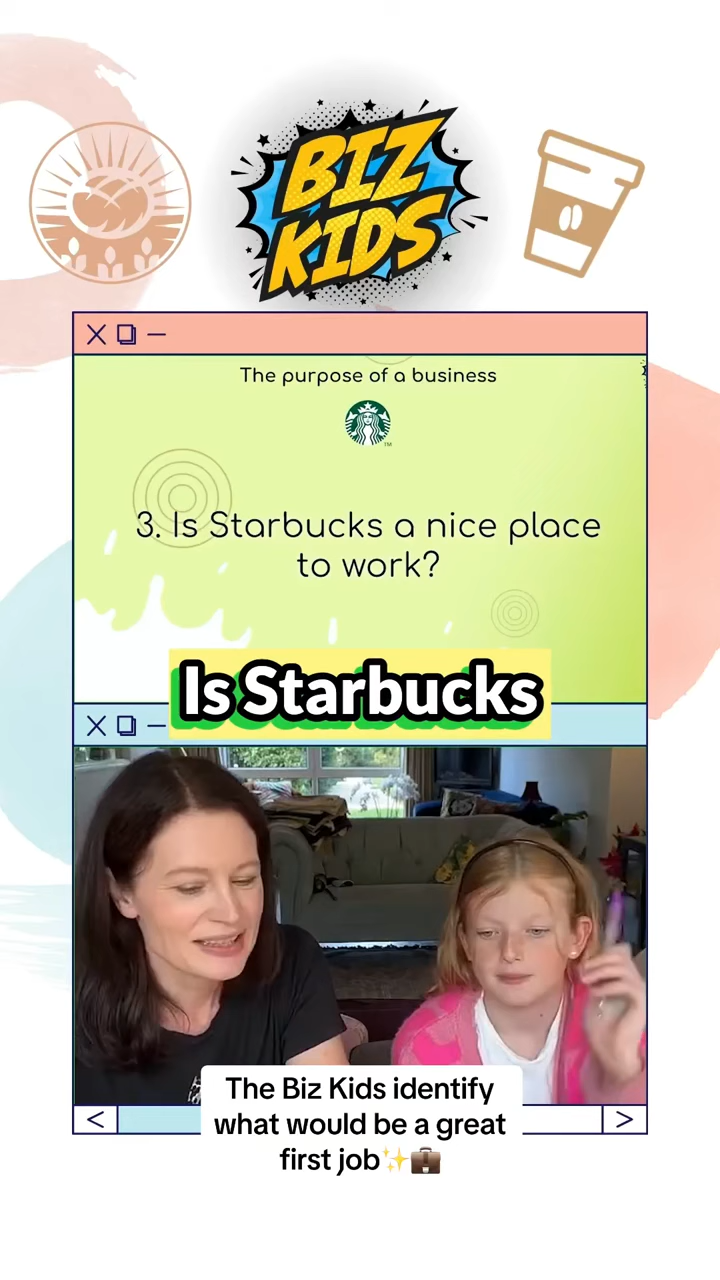 BIZ
KIDS
The purpose of a business
TM
3. Is Starbucks a nice place
to work?
Is Starbucks
The Biz Kids identify
what would be a great
first job✨💼